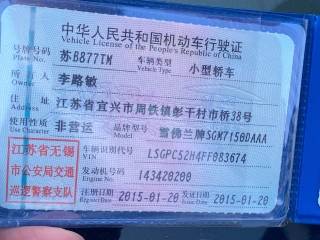 中华人民共和国机动车行驶证
Vehicle License of the People's Republic of China
号牌号码 苏B877TM 车辆类型 小型轿车
Plate No. Vehicle Type
所有人 李路敏
Owner
住址 江苏省宜兴市周铁镇彭干村市桥38号
Address
使用性质 非营运 品牌型号 雪佛兰牌SGM7150DAAA
Use Character Model
江苏省无锡市公安局交通巡逻警察支队
车辆识别代号 LSGPC52H4FF083674
VIN
发动机号码 143420200
Engine No.
注册日期 2015-01-20 发证日期 2015-01-20
Register Date Issue Date